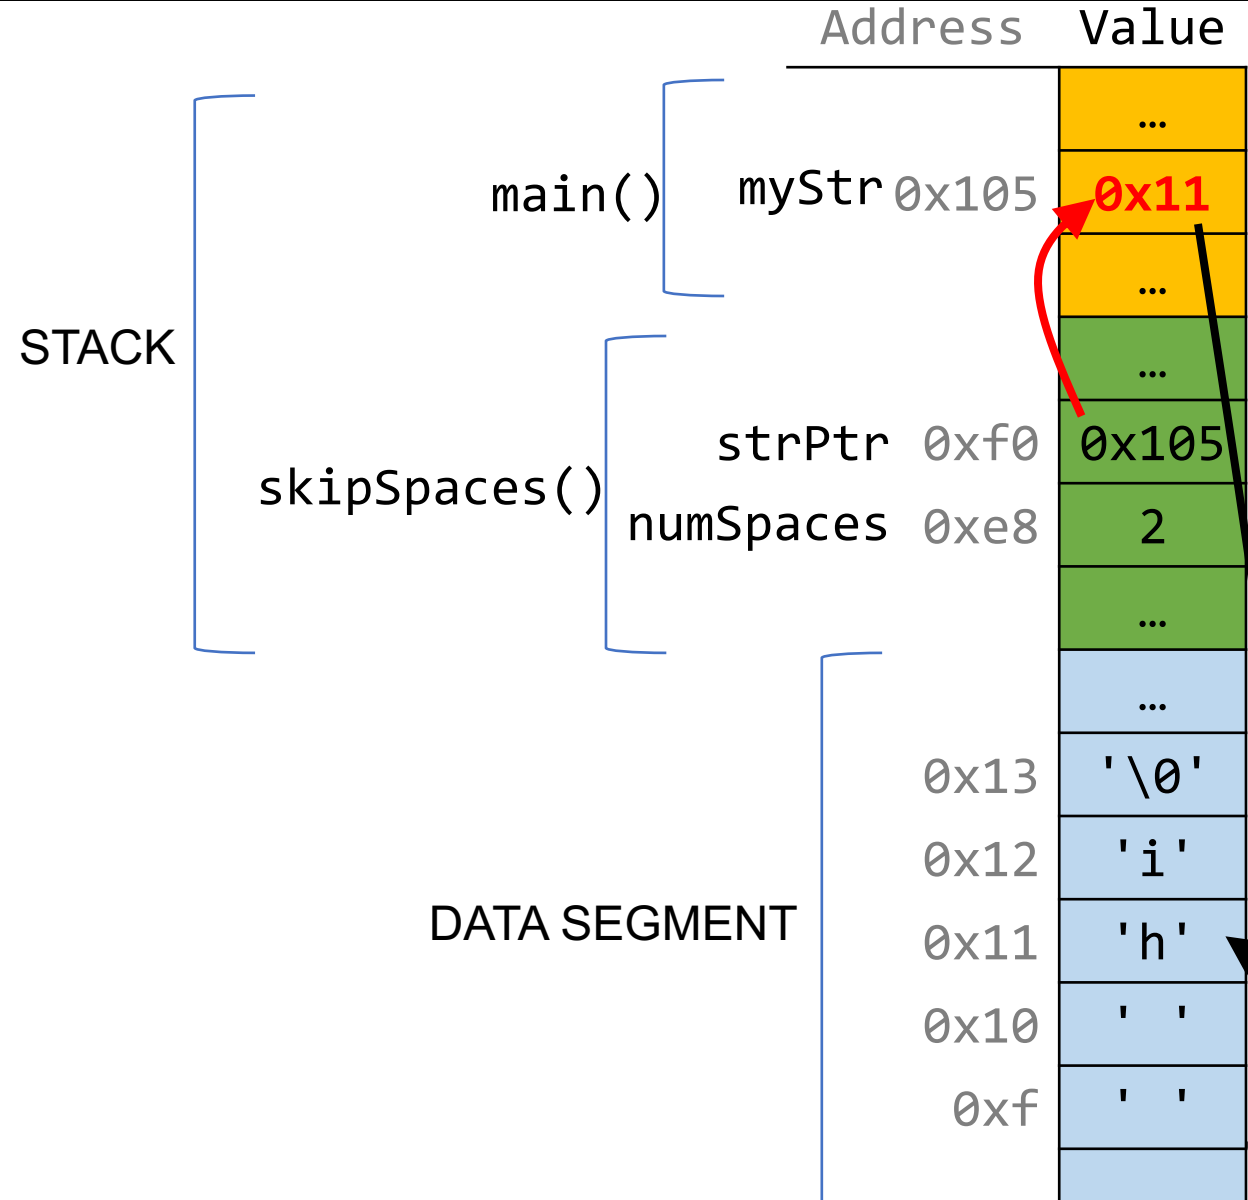 Address Value
…
main() myStr 0x105 0x11
…
STACK
…
strPtr 0xf0 0x105
skipSpaces()
numSpaces 0xe8 2
…
…
0x13 '\0'
0x12 'i'
DATA SEGMENT
0x11 'h'
0x10 ' '
0xf ' '